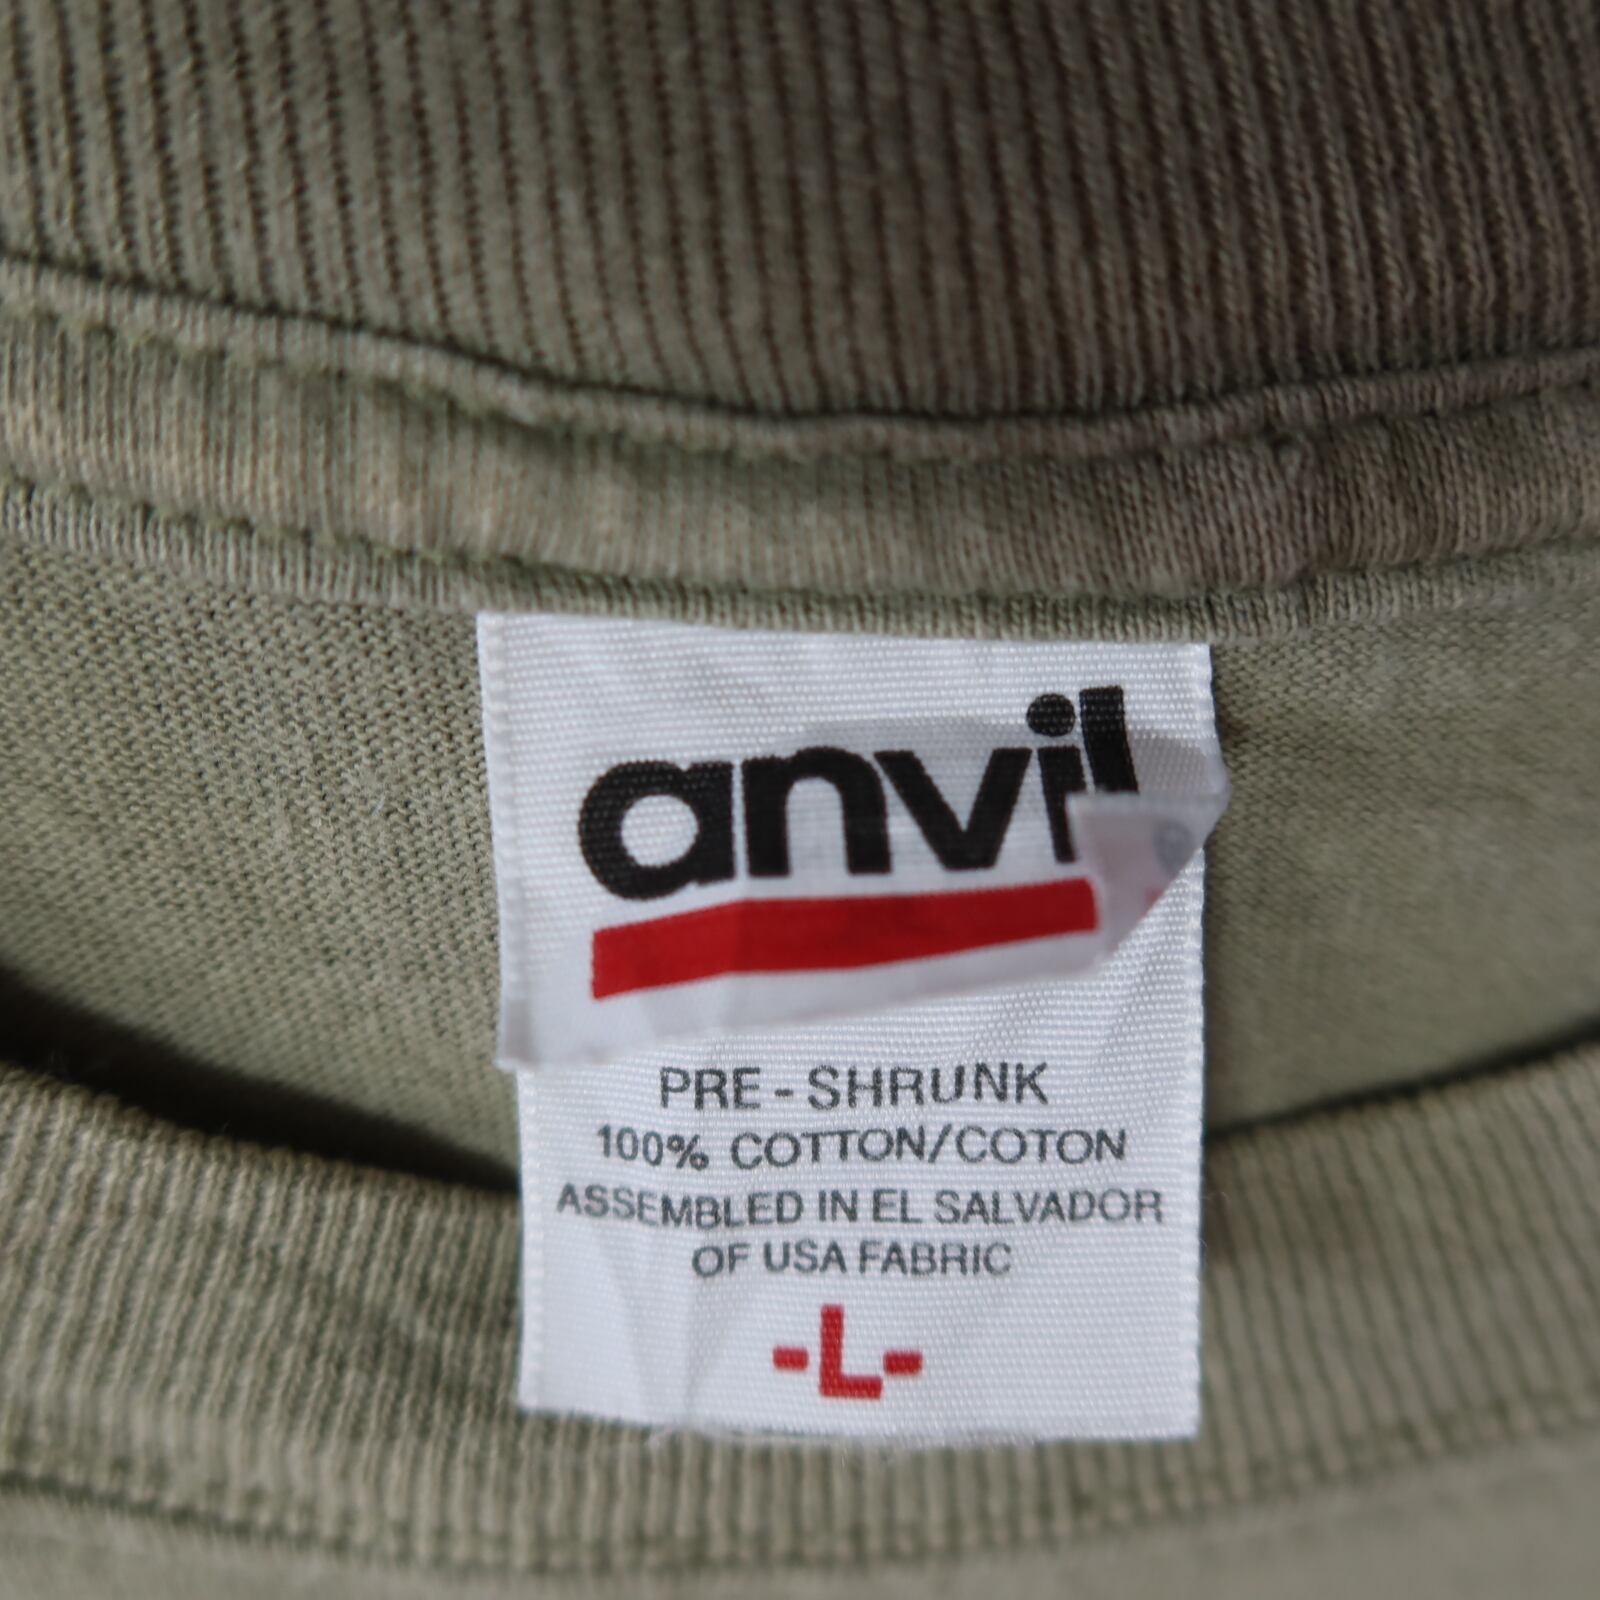 anvil
PRE-SHRUNK
100% COTTON/COTON
ASSEMBLED IN EL SALVADOR
OF USA FABRIC
-L-